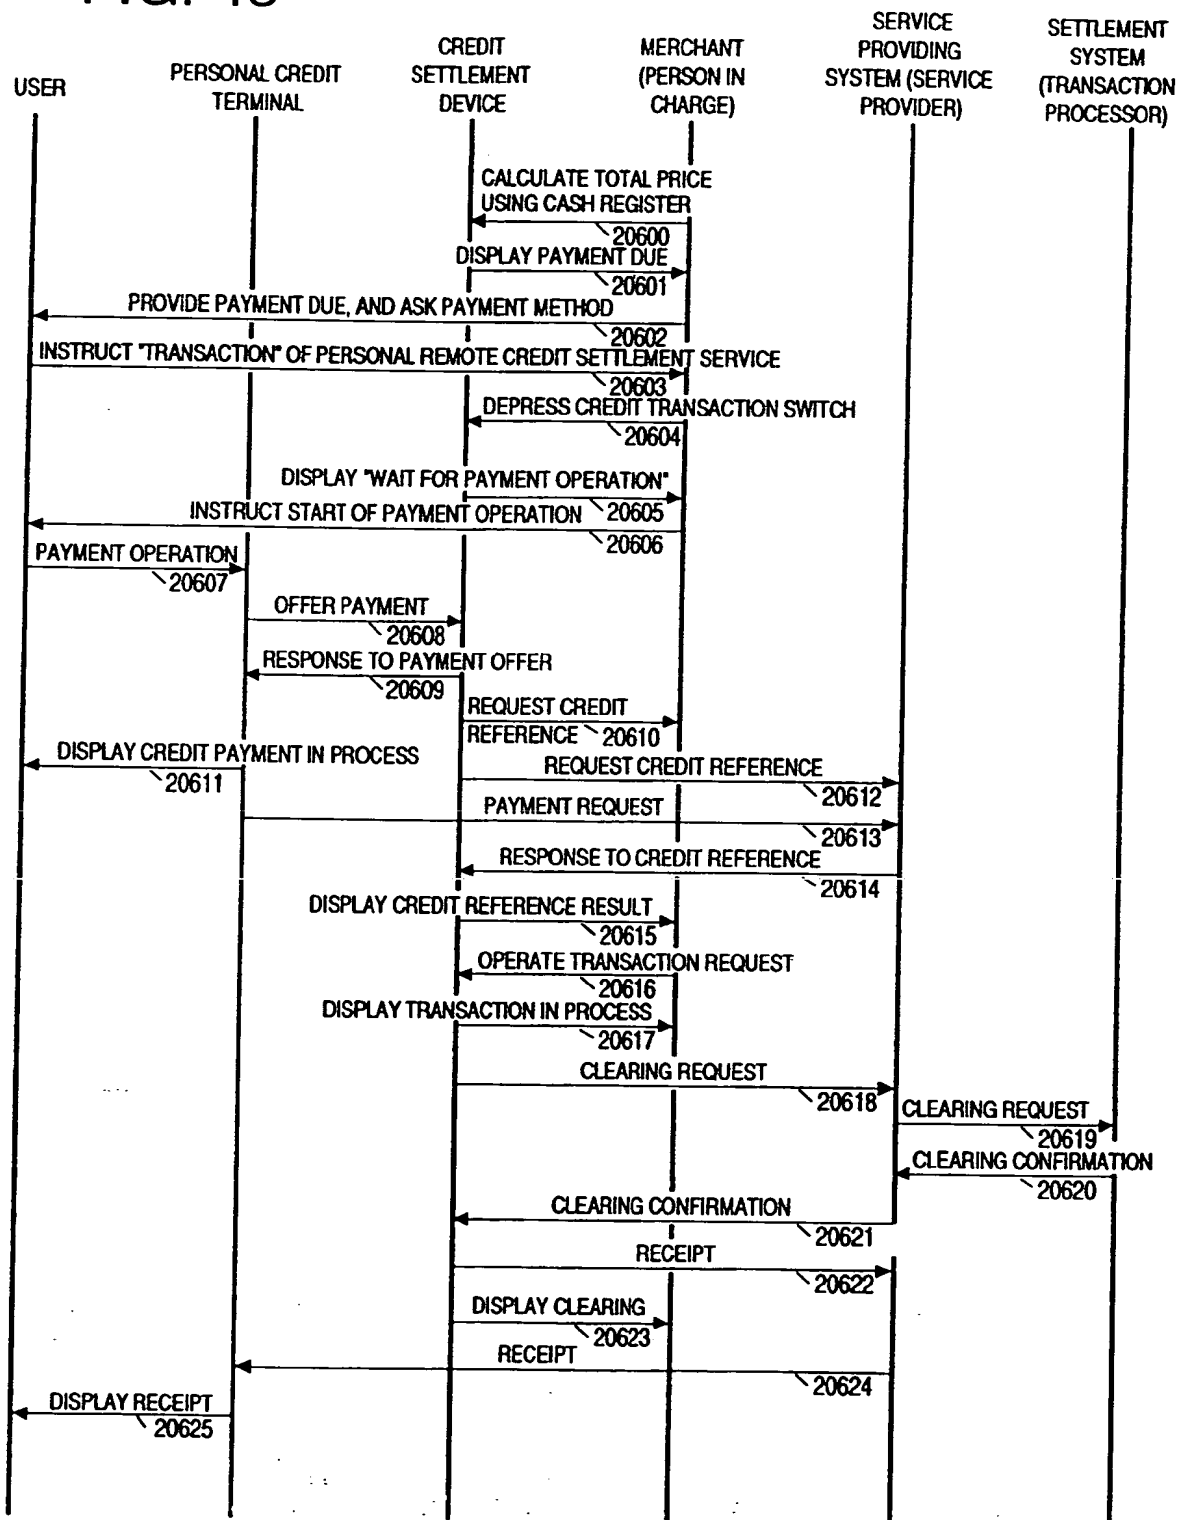 USER
PERSONAL CREDIT
TERMINAL
CREDIT
SETTLEMENT
DEVICE
MERCHANT
(PERSON IN
CHARGE)
SERVICE
PROVIDING
SYSTEM (SERVICE
PROVIDER)
SETTLEMENT
SYSTEM
(TRANSACTION
PROCESSOR)
CALCULATE TOTAL PRICE
USING CASH REGISTER
20600
DISPLAY PAYMENT DUE
20601
PROVIDE PAYMENT DUE, AND ASK PAYMENT METHOD
20602
INSTRUCT "TRANSACTION" OF PERSONAL REMOTE CREDIT SETTLEMENT SERVICE
20603
DEPRESS CREDIT TRANSACTION SWITCH
20604
DISPLAY "WAIT FOR PAYMENT OPERATION"
20605
INSTRUCT START OF PAYMENT OPERATION
20606
PAYMENT OPERATION
20607
OFFER PAYMENT
20608
RESPONSE TO PAYMENT OFFER
20609
REQUEST CREDIT
REFERENCE 20610
DISPLAY CREDIT PAYMENT IN PROCESS
20611
REQUEST CREDIT REFERENCE
20612
PAYMENT REQUEST
20613
RESPONSE TO CREDIT REFERENCE
20614
DISPLAY CREDIT REFERENCE RESULT
20615
OPERATE TRANSACTION REQUEST
20616
DISPLAY TRANSACTION IN PROCESS
20617
CLEARING REQUEST
20618
CLEARING REQUEST
20619
CLEARING CONFIRMATION
20620
CLEARING CONFIRMATION
20621
RECEIPT
20622
DISPLAY CLEARING
20623
RECEIPT
20624
DISPLAY RECEIPT
20625